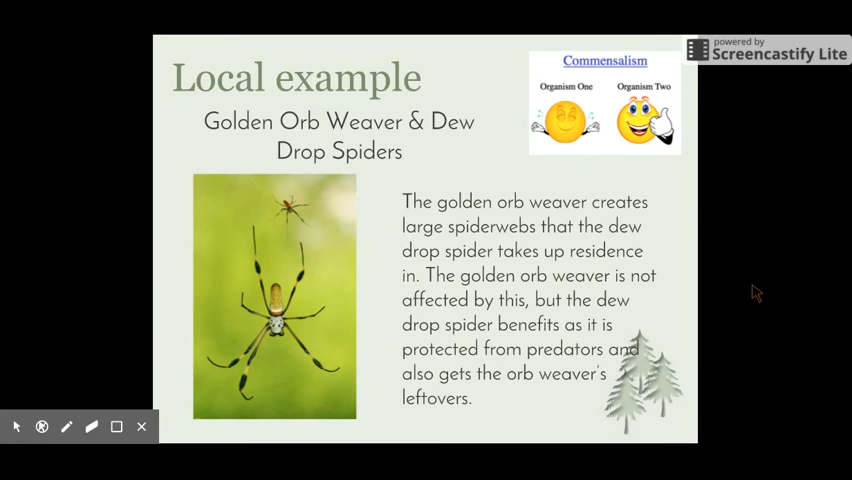 powered by
Screencastify Lite
Local example
Commensalism
Organism One
Organism Two
Golden Orb Weaver & Dew
Drop Spiders
The golden orb weaver creates
large spiderwebs that the dew
drop spider takes up residence
in. The golden orb weaver is not
affected by this, but the dew
drop spider benefits as it is
protected from predators and
also gets the orb weaver's
leftovers.